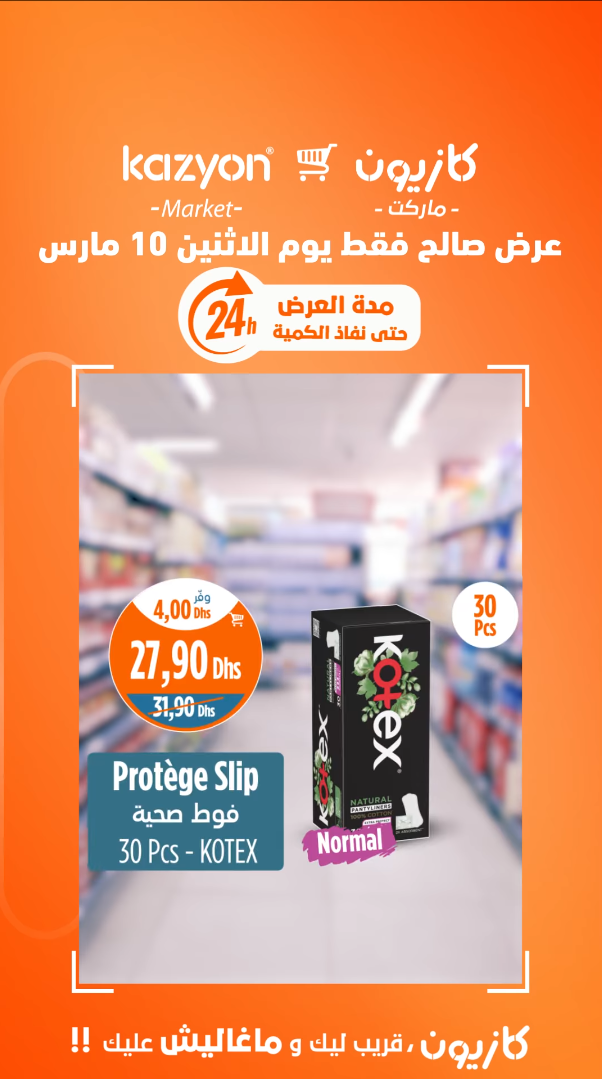 kazyon® كازيون
-Market- - ماركت -
عرض صالح فقط يوم الاثنين 10 مارس
24h
مدة العرض
حتى نفاذ الكمية
وفّر
4,00 Dhs
27,90 Dhs
31,90 Dhs
30
Pcs
Protège Slip
فوط صحية
30 Pcs - KOTEX
KOTEX®
kotex
NATURAL
PANTYLINERS
100% COTTON
Normal
كازيون، قريب ليك و ماغاليش عليك !!